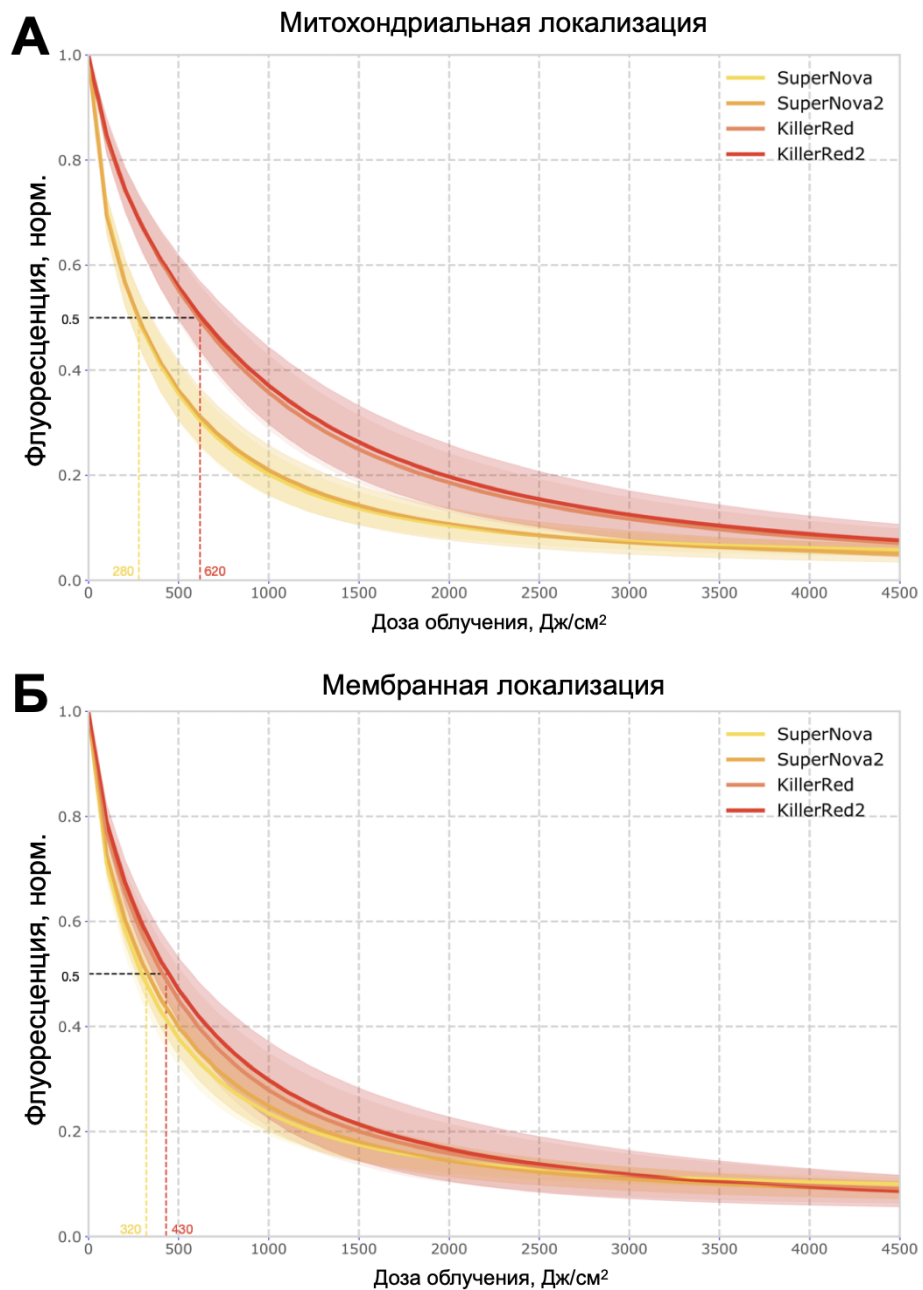 А
Митохондриальная локализация
Флуоресценция, норм.
1.0
0.8
0.6
0.5
0.4
0.2
0.0
SuperNova
SuperNova2
KillerRed
KillerRed2
280
620
0
500
1000
1500
2000
2500
3000
3500
4000
4500
Доза облучения, Дж/см²
Б
Мембранная локализация
Флуоресценция, норм.
1.0
0.8
0.6
0.5
0.4
0.2
0.0
SuperNova
SuperNova2
KillerRed
KillerRed2
320
430
0
500
1000
1500
2000
2500
3000
3500
4000
4500
Доза облучения, Дж/см²